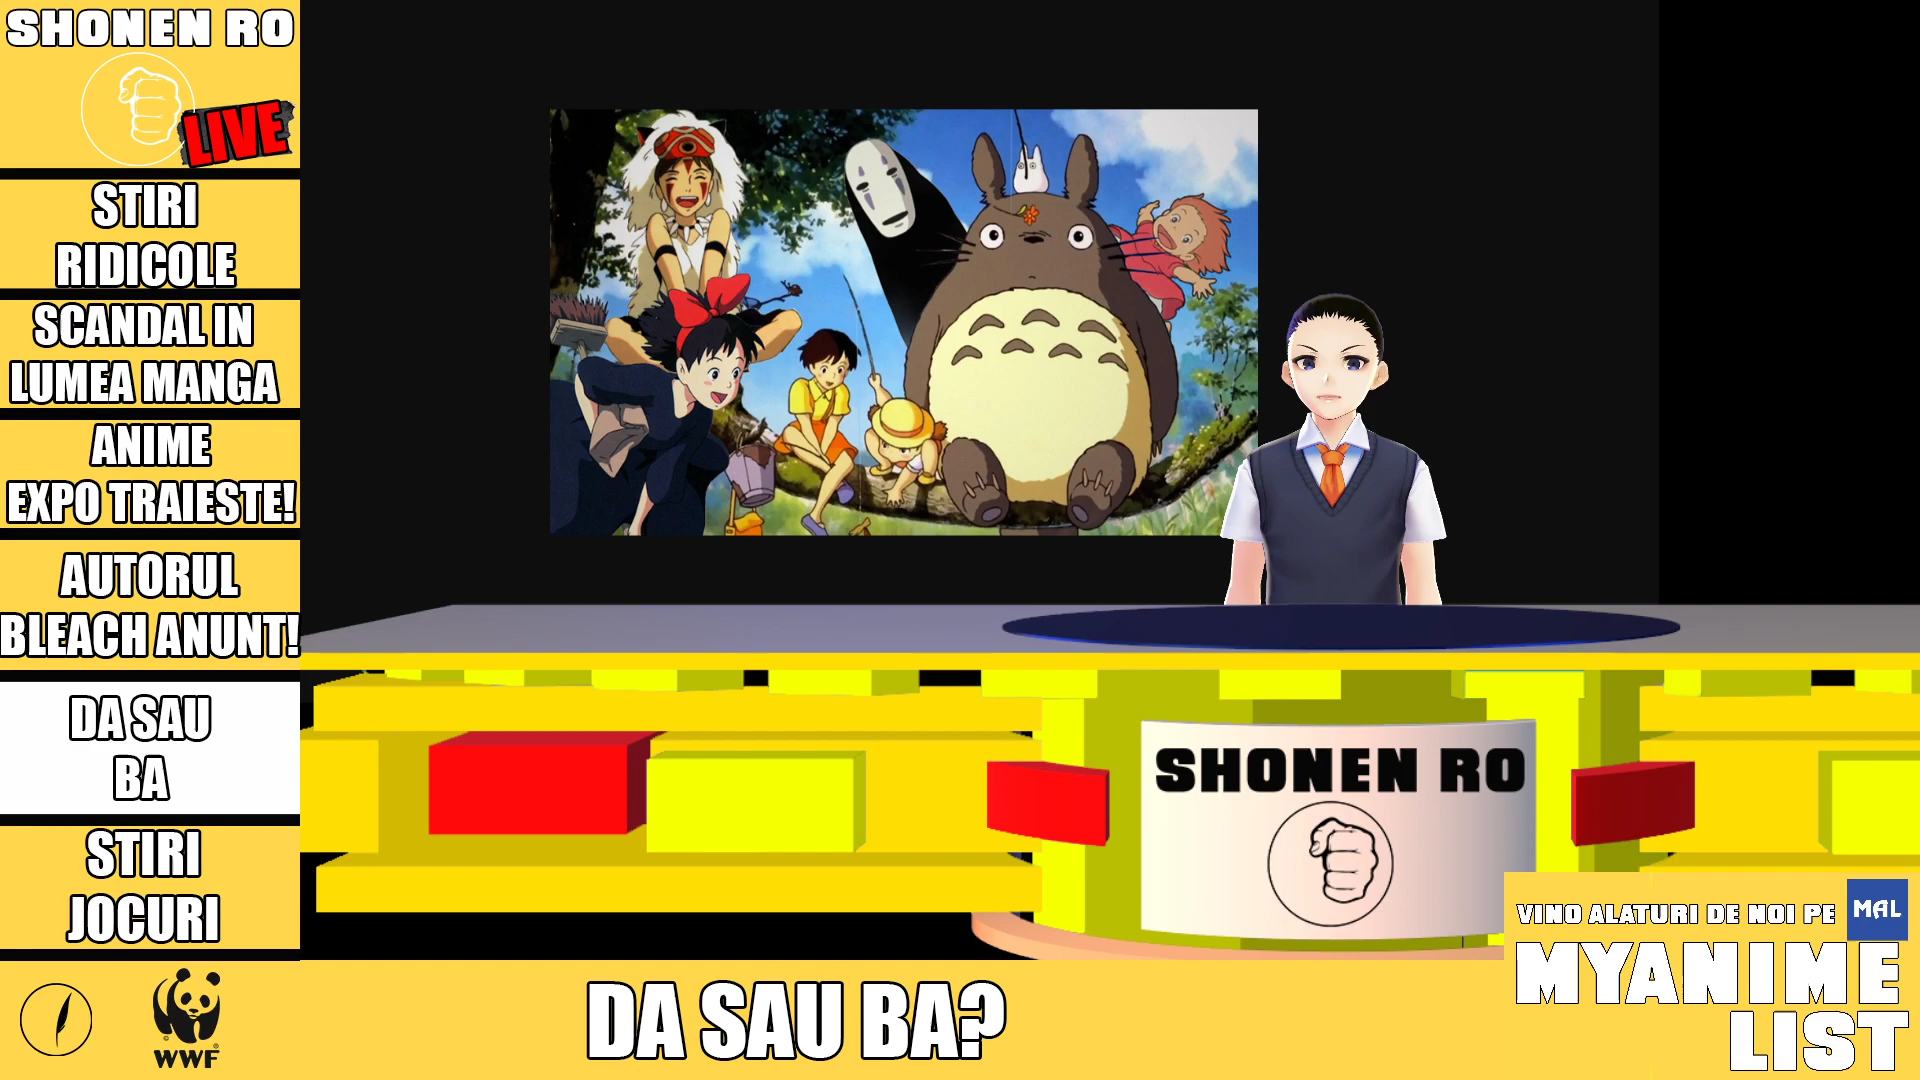 SHONEN RO
LIVE
STIRI
RIDICOLE
SCANDAL IN
LUMEA MANGA
ANIME
EXPO TRAIESTE!
AUTORUL
BLEACH ANUNT!
DA SAU
BA
STIRI
JOCURI
WWF
DA SAU BA?
SHONEN RO
VINO ALATURI DE NOI PE
MAL
MYANIME
LIST